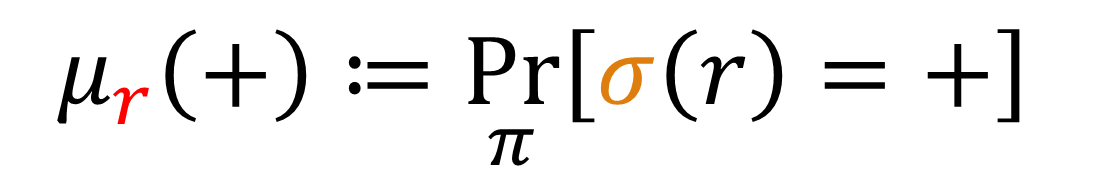 μ_r(+) := Pr_π[σ(r) = +]